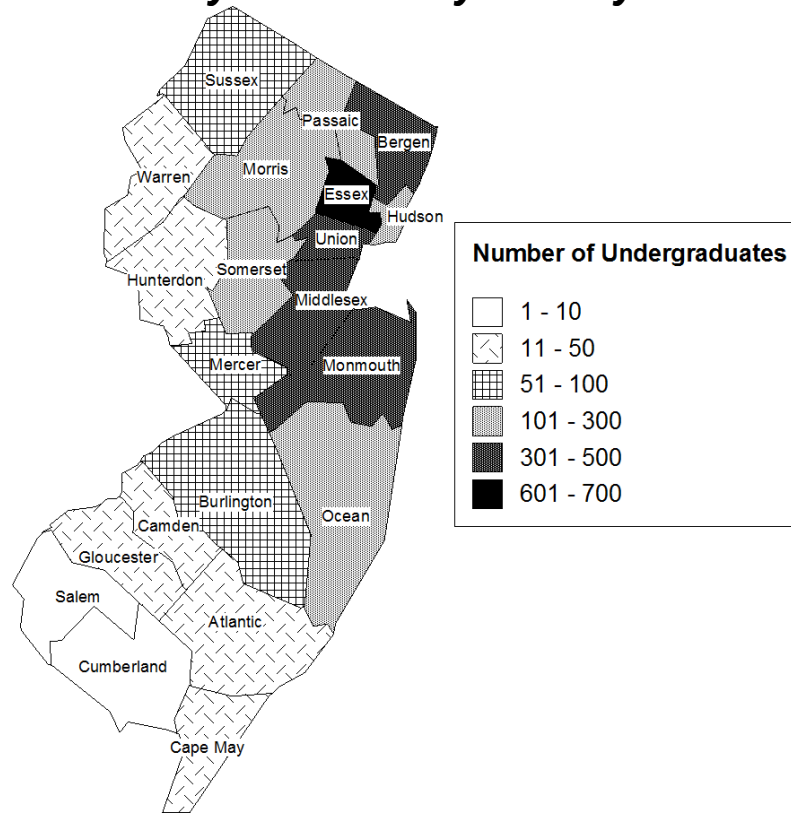 Sussex
Passaic
Bergen
Morris
Warren
Essex
Hudson
Union
Somerset
Hunterdon
Middlesex
Mercer
Monmouth
Burlington
Ocean
Camden
Gloucester
Salem
Atlantic
Cumberland
Cape May
Number of Undergraduates
1 - 10
11 - 50
51 - 100
101 - 300
301 - 500
601 - 700